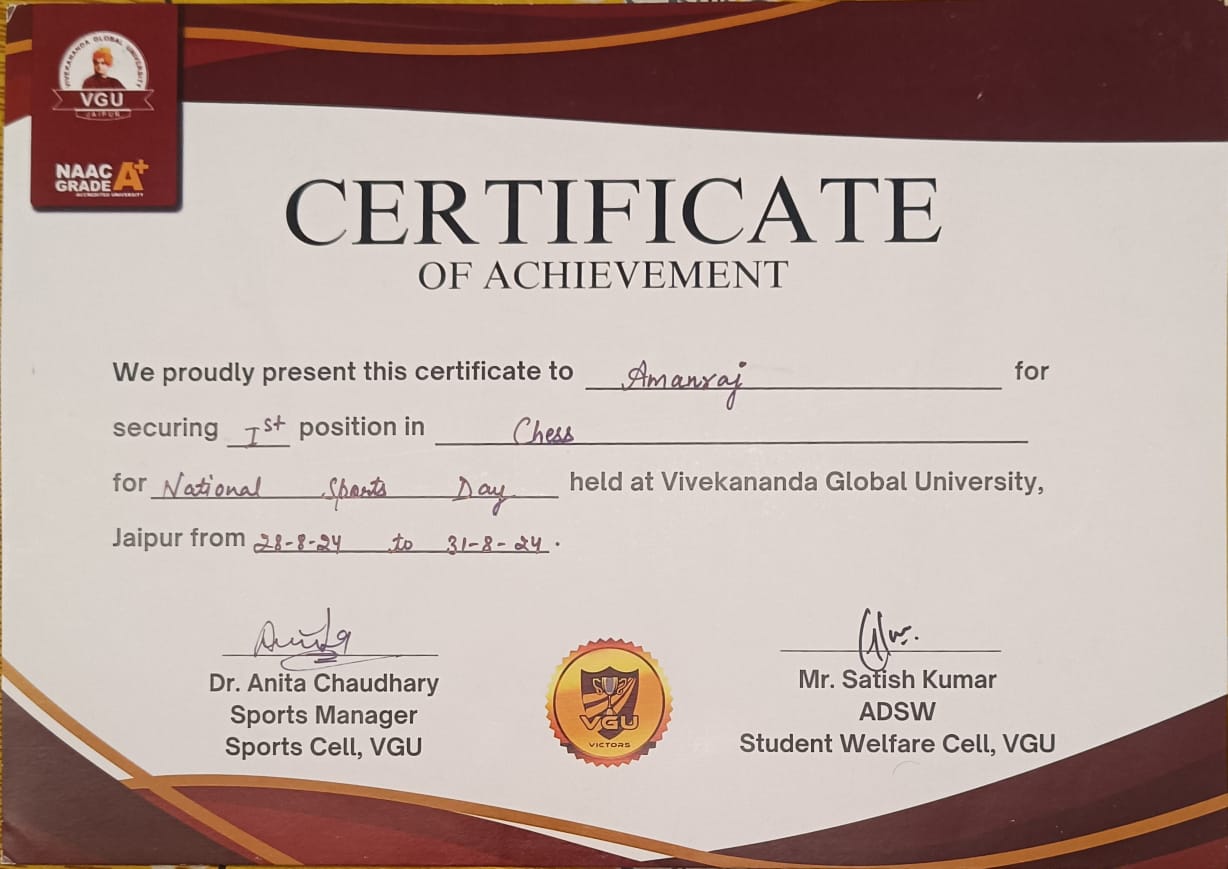 VIVEKANANDA GLOBAL UNIVERSITY
VGU
JAIPUR
NAAC
GRADE A+
ACCREDITED UNIVERSITY
CERTIFICATE
OF ACHIEVEMENT
We proudly present this certificate to Amanraj for
securing Ist position in Chess
for National Sports Day held at Vivekananda Global University,
Jaipur from 28-8-24 to 31-8-24.
Dr. Anita Chaudhary
Sports Manager
Sports Cell, VGU
VGU
VICTORS
Mr. Satish Kumar
ADSW
Student Welfare Cell, VGU